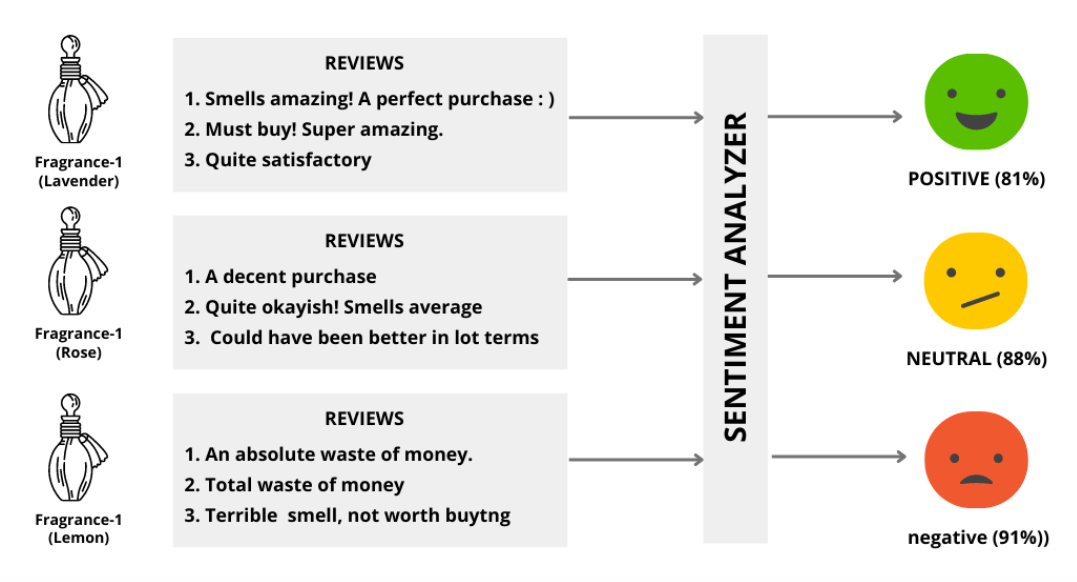 REVIEWS
1. Smells amazing! A perfect purchase : )
2. Must buy! Super amazing.
3. Quite satisfactory
Fragrance-1
(Lavender)
POSITIVE (81%)
REVIEWS
1. A decent purchase
2. Quite okayish! Smells average
3. Could have been better in lot terms
Fragrance-1
(Rose)
SENTIMENT ANALYZER
NEUTRAL (88%)
REVIEWS
1. An absolute waste of money.
2. Total waste of money
3. Terrible smell, not worth buytng
Fragrance-1
(Lemon)
negative (91%))